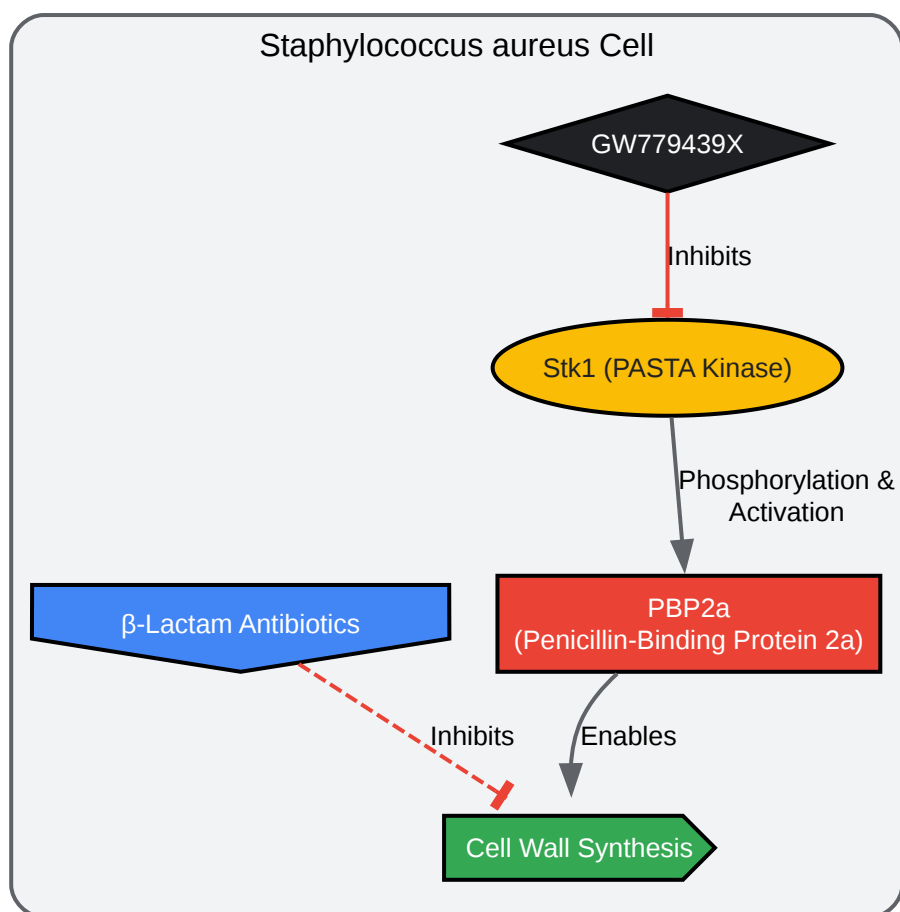 Staphylococcus aureus Cell
GW779439X
Inhibits
Stk1 (PASTA Kinase)
Phosphorylation &
Activation
β-Lactam Antibiotics
PBP2a
(Penicillin-Binding Protein 2a)
Inhibits
Enables
Cell Wall Synthesis